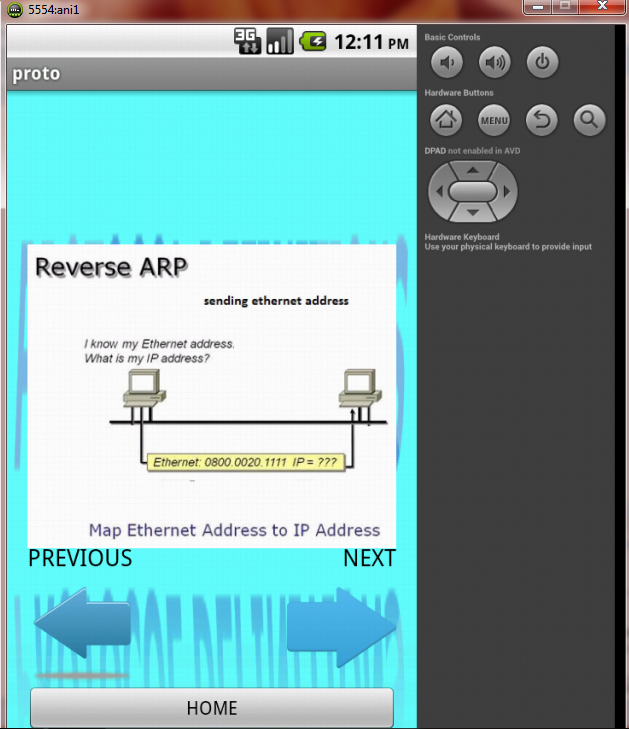 5554:ani1
3G
12:11 PM
proto
Reverse ARP
sending ethernet address
I know my Ethernet address.
What is my IP address?
Ethernet: 0800.0020.1111 IP = ???
Map Ethernet Address to IP Address
PREVIOUS
NEXT
HOME
Basic Controls
Hardware Buttons
MENU
DPAD not enabled in AVD
Hardware Keyboard
Use your physical keyboard to provide input